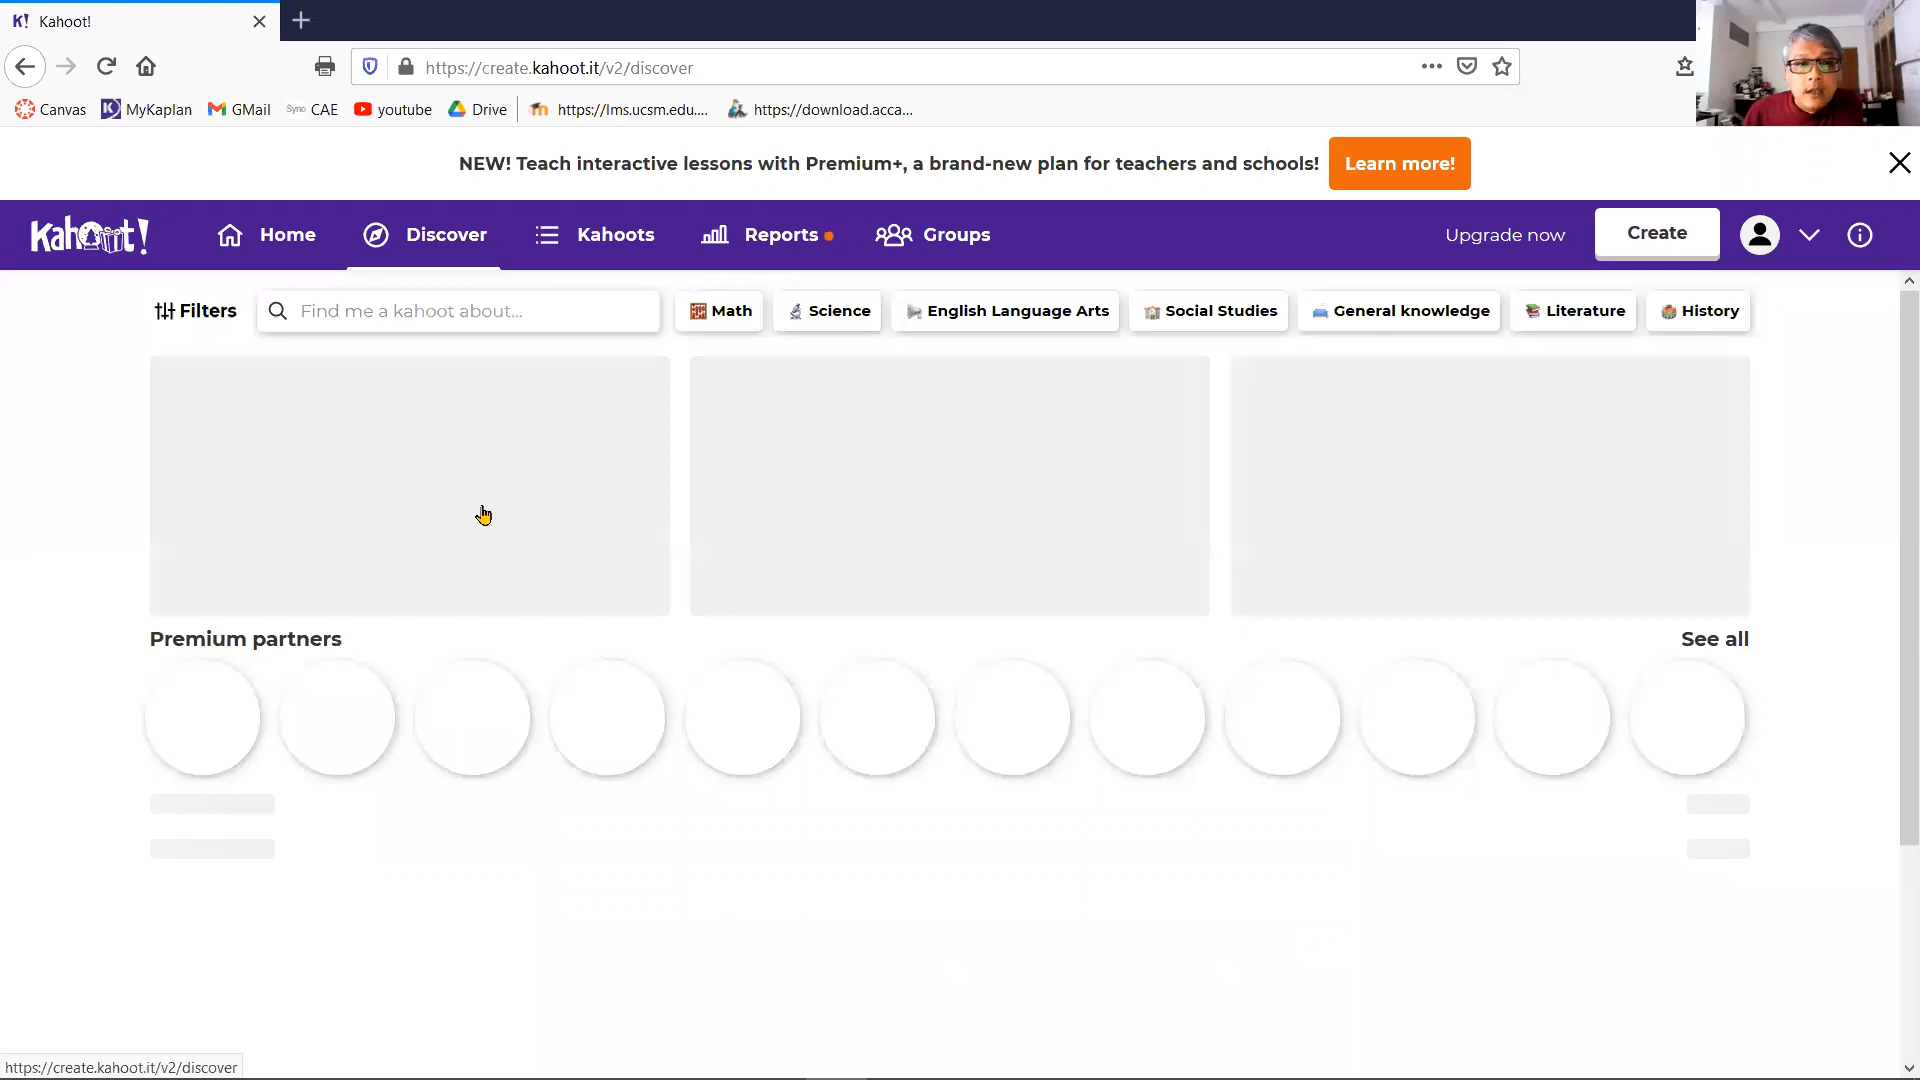 K! Kahoot!
https://create.kahoot.it/v2/discover
Canvas MyKaplan GMail Sync CAE youtube Drive https://lms.ucsm.edu.... https://download.acca...
NEW! Teach interactive lessons with Premium+, a brand-new plan for teachers and schools! Learn more!
Kahoot! Home Discover Kahoots Reports Groups Upgrade now Create
Filters Find me a kahoot about... Math Science English Language Arts Social Studies General knowledge Literature History
Premium partners See all
https://create.kahoot.it/v2/discover